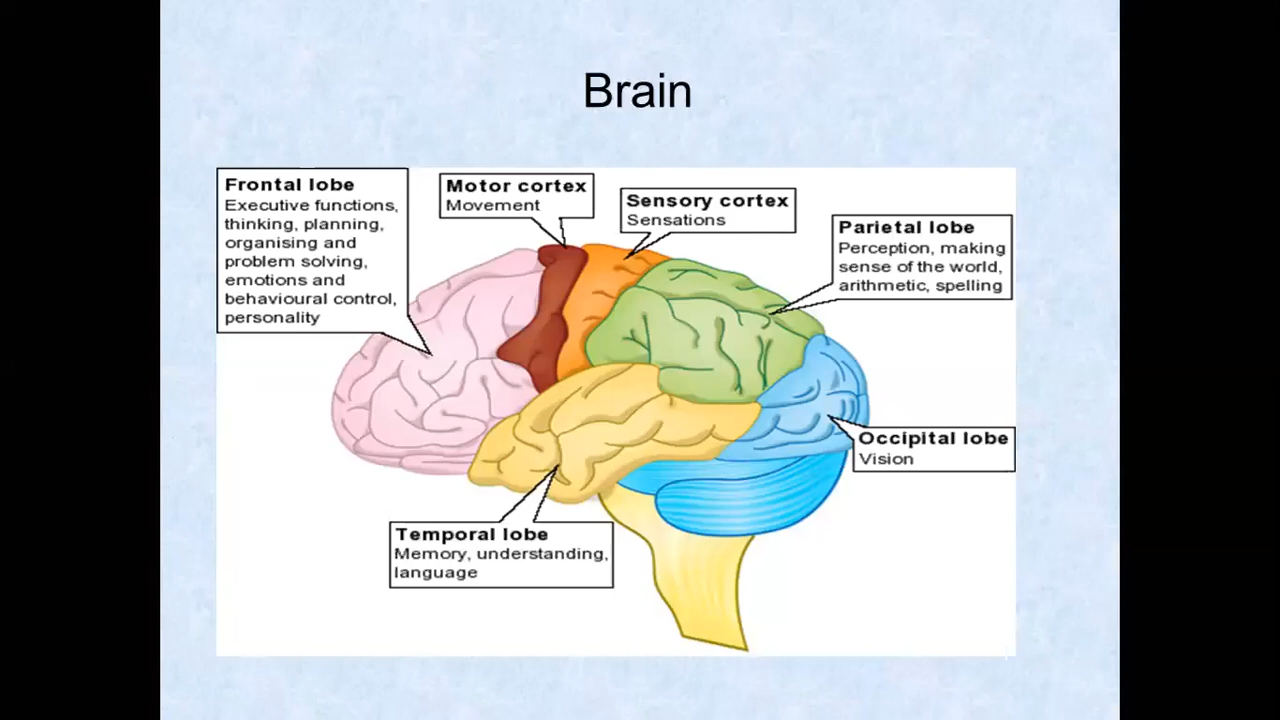 Brain
Frontal lobe
Executive functions,
thinking, planning,
organising and
problem solving,
emotions and
behavioural control,
personality
Motor cortex
Movement
Sensory cortex
Sensations
Parietal lobe
Perception, making
sense of the world,
arithmetic, spelling
Occipital lobe
Vision
Temporal lobe
Memory, understanding,
language